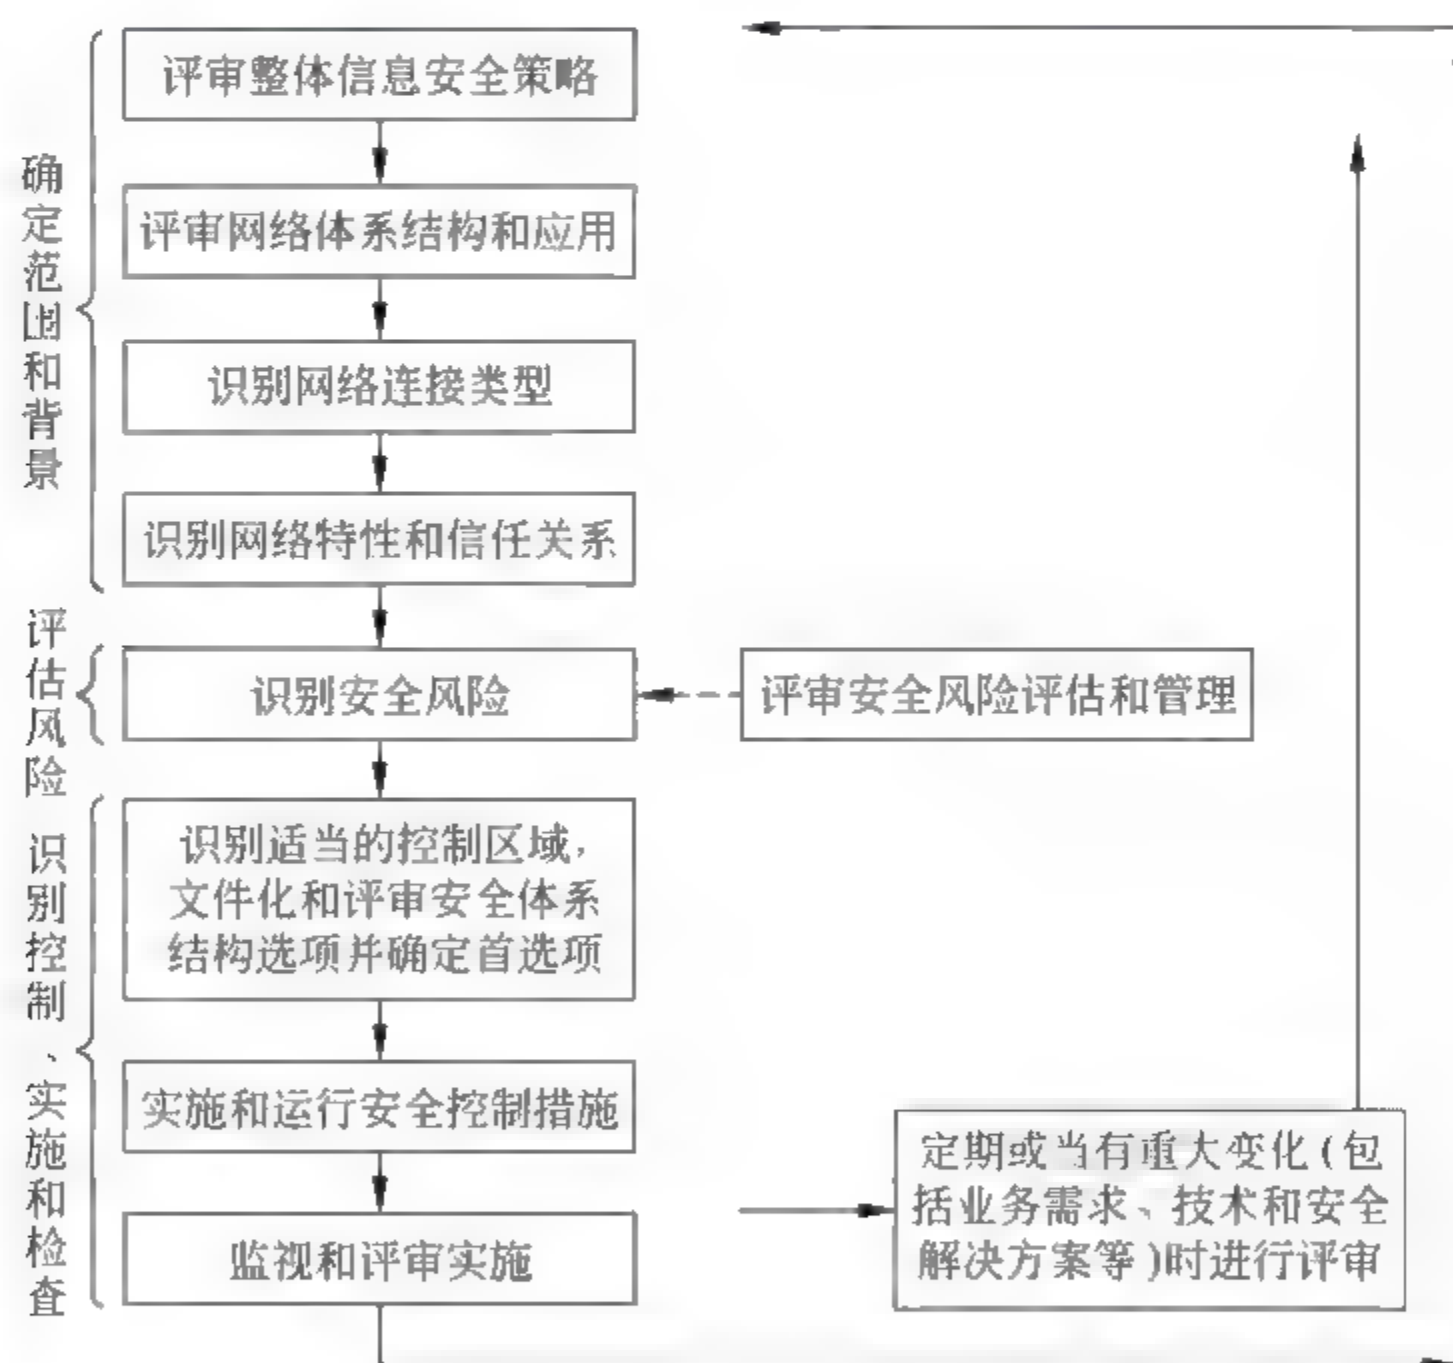 确定范围和背景
评审整体信息安全策略
评审网络体系结构和应用
识别网络连接类型
识别网络特性和信任关系
评估风险
识别安全风险
评审安全风险评估和管理
识别控制、实施和检查
识别适当的控制区域，
文件化和评审安全体系
结构选项并确定首选项
实施和运行安全控制措施
监视和评审实施
定期或当有重大变化(包
括业务需求、技术和安全
解决方案等)时进行评审